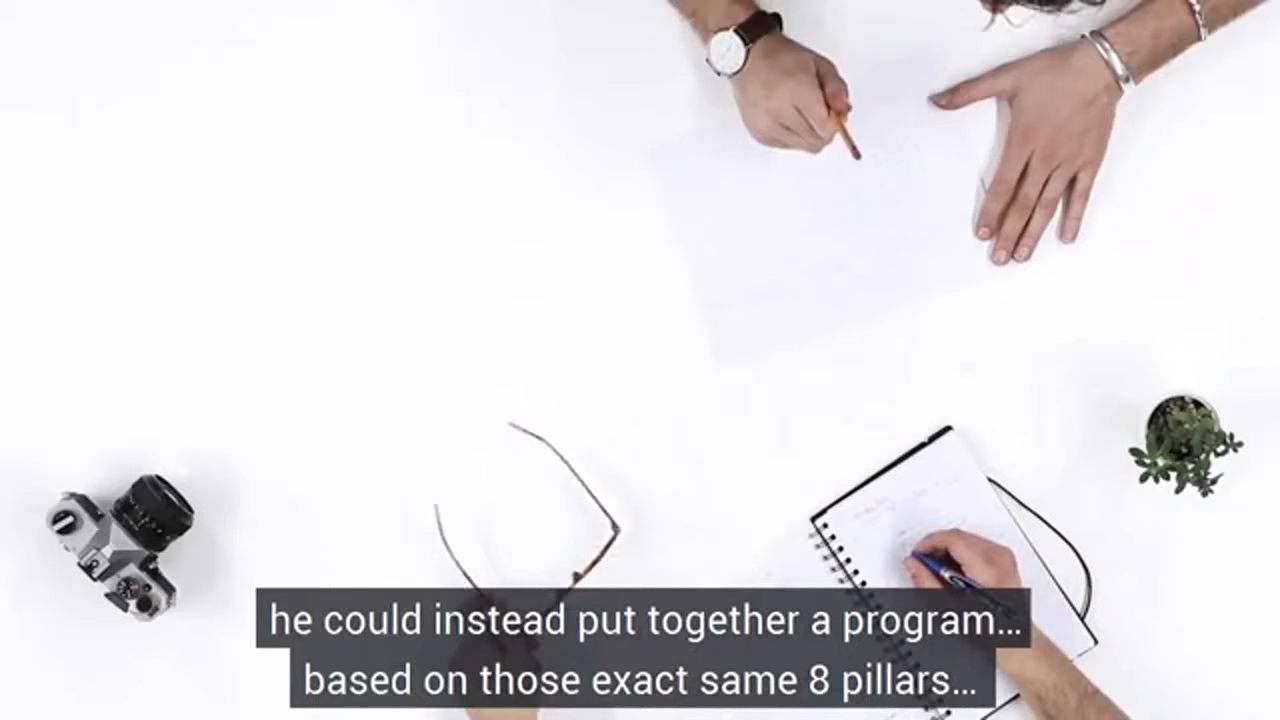 he could instead put together a program...
based on those exact same 8 pillars...